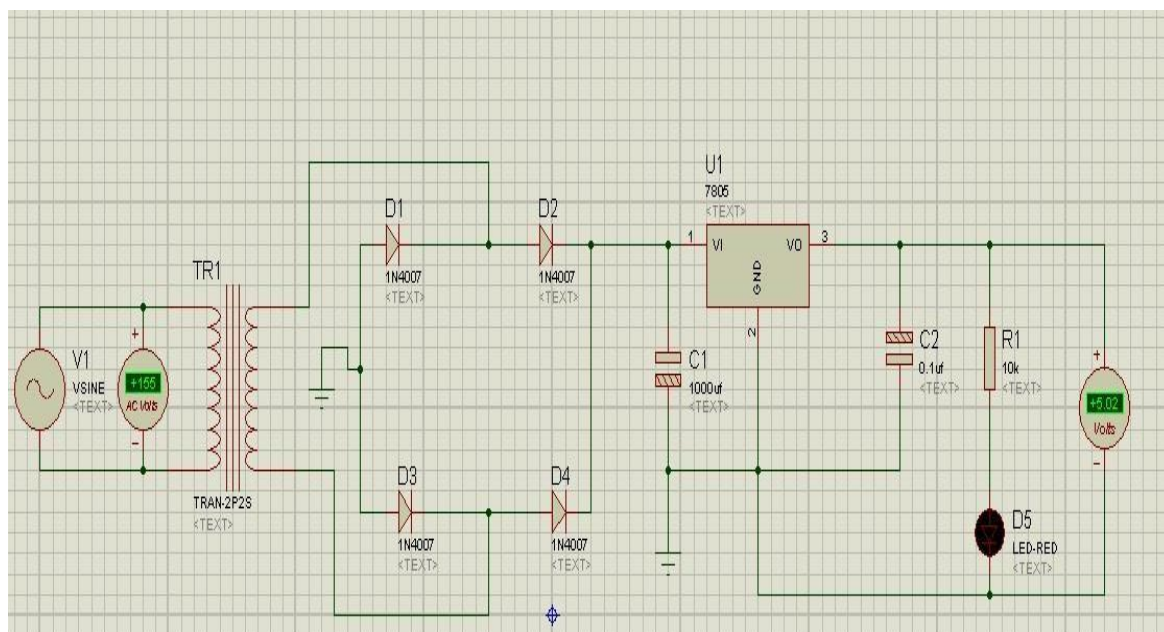 U1
7805
<TEXT>
1
VI
VO
3
GND
2
D1
1N4007
<TEXT>
D2
1N4007
<TEXT>
TR1
TRAN-2P2S
<TEXT>
V1
VSINE
<TEXT>
+
+155
AC Volts
-
C1
1000uf
<TEXT>
C2
0.1uf
<TEXT>
R1
10k
<TEXT>
+
+5.02
Volts
-
D3
1N4007
<TEXT>
D4
1N4007
<TEXT>
D5
LED-RED
<TEXT>